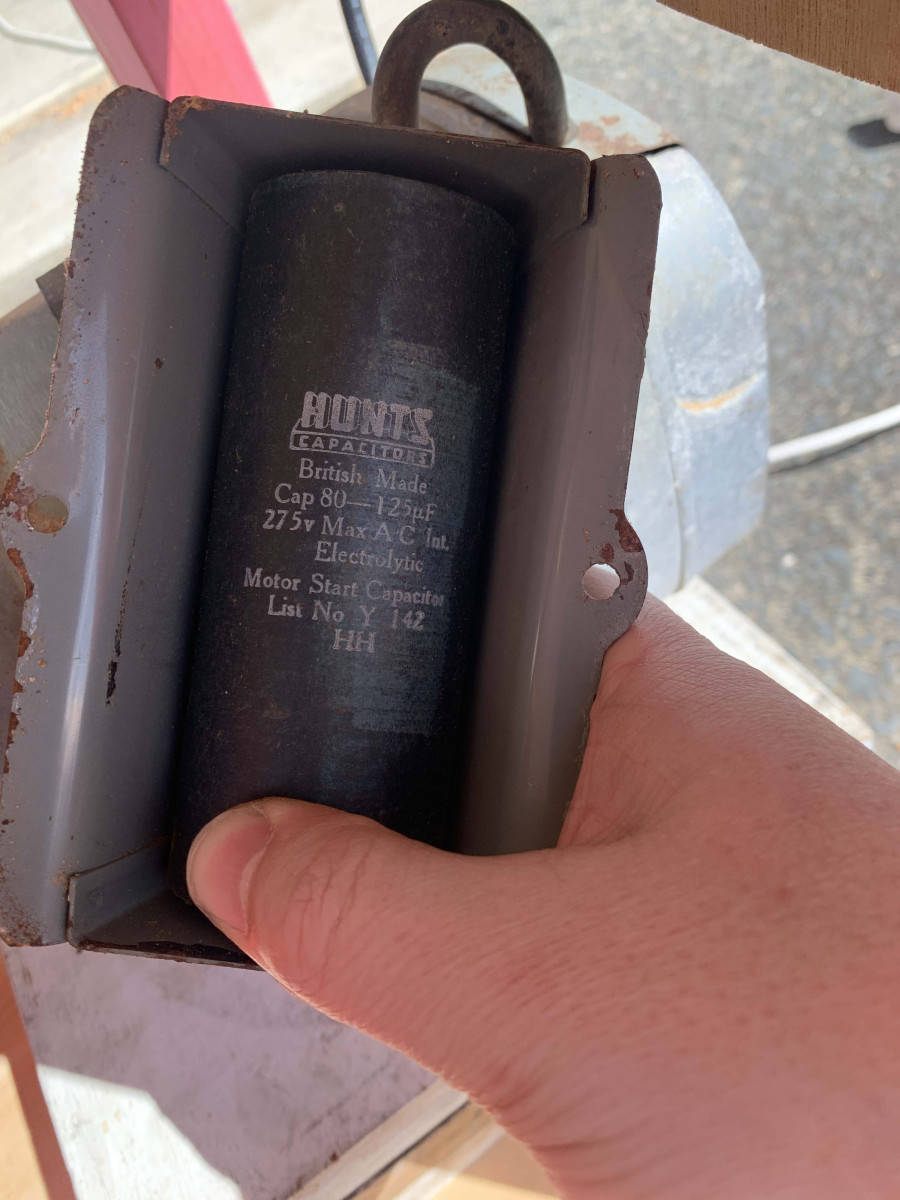 HUNTS
CAPACITORS
British Made
Cap 80—125µF
275v Max A C Int.
Electrolytic
Motor Start Capacitor
List No Y 142
HH